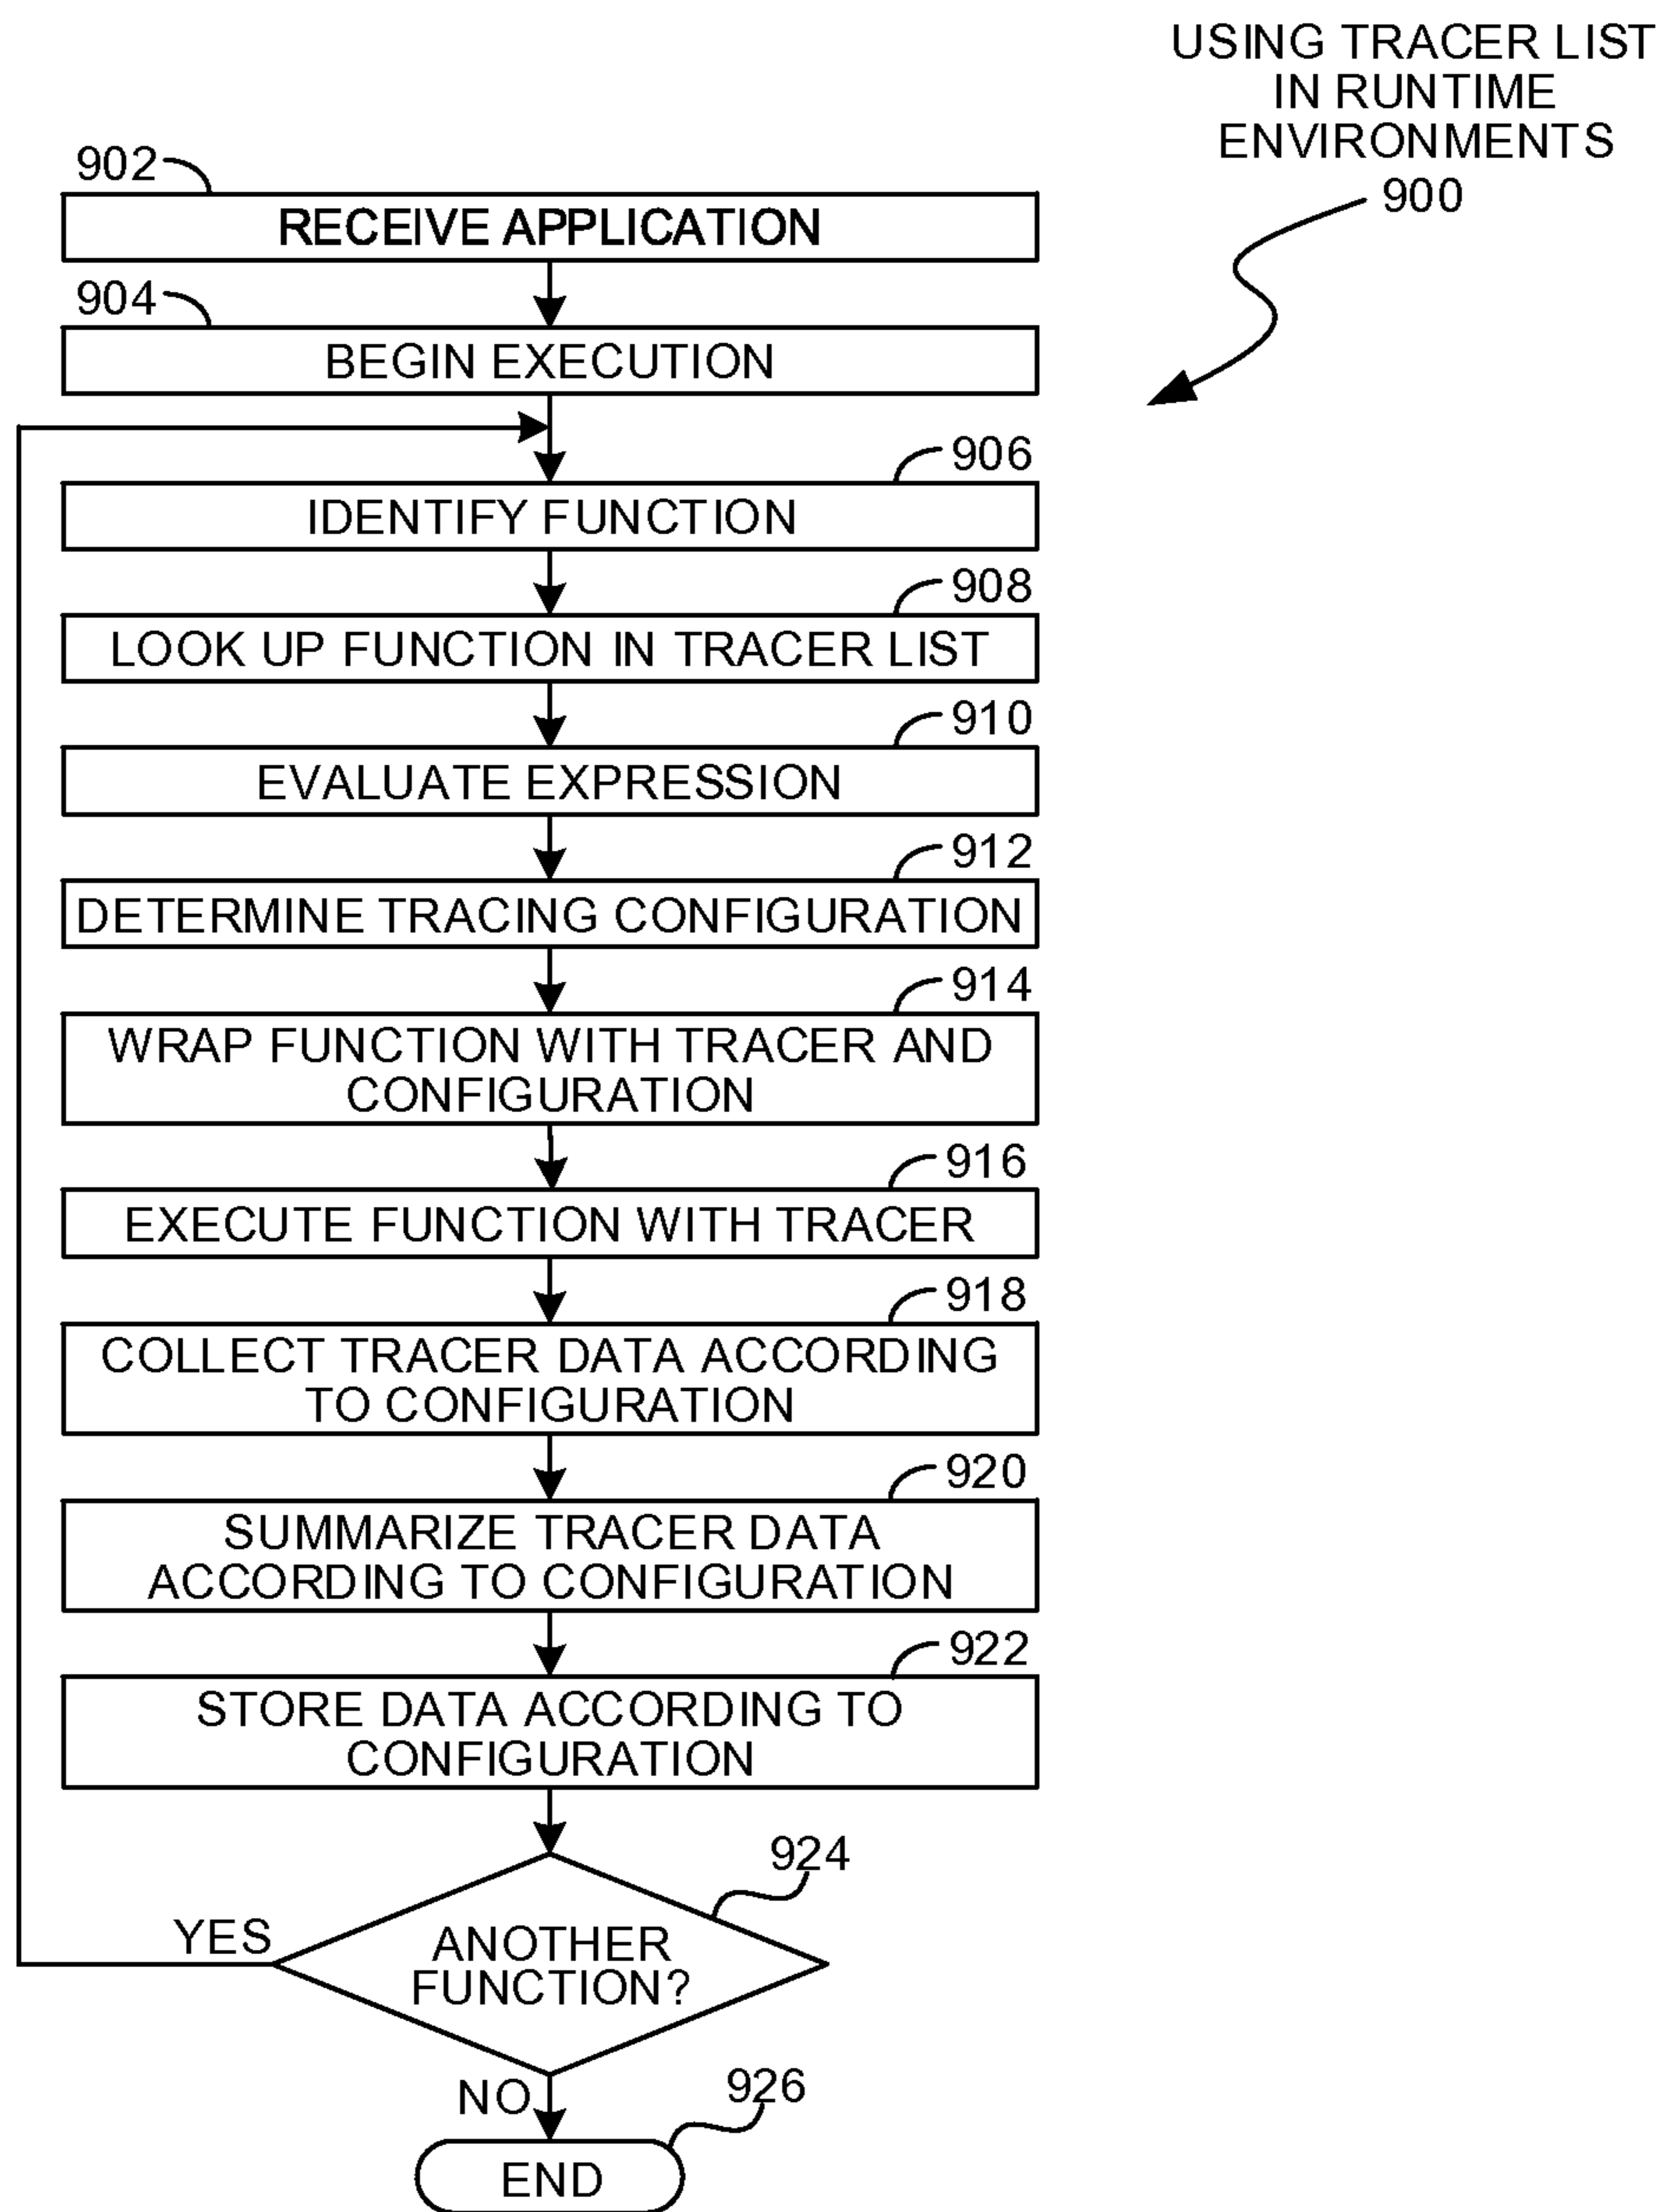 USING TRACER LIST
IN RUNTIME
ENVIRONMENTS
900
902
RECEIVE APPLICATION
904
BEGIN EXECUTION
906
IDENTIFY FUNCTION
908
LOOK UP FUNCTION IN TRACER LIST
910
EVALUATE EXPRESSION
912
DETERMINE TRACING CONFIGURATION
914
WRAP FUNCTION WITH TRACER AND
CONFIGURATION
916
EXECUTE FUNCTION WITH TRACER
918
COLLECT TRACER DATA ACCORDING
TO CONFIGURATION
920
SUMMARIZE TRACER DATA
ACCORDING TO CONFIGURATION
922
STORE DATA ACCORDING TO
CONFIGURATION
924
YES
ANOTHER
FUNCTION?
NO
926
END